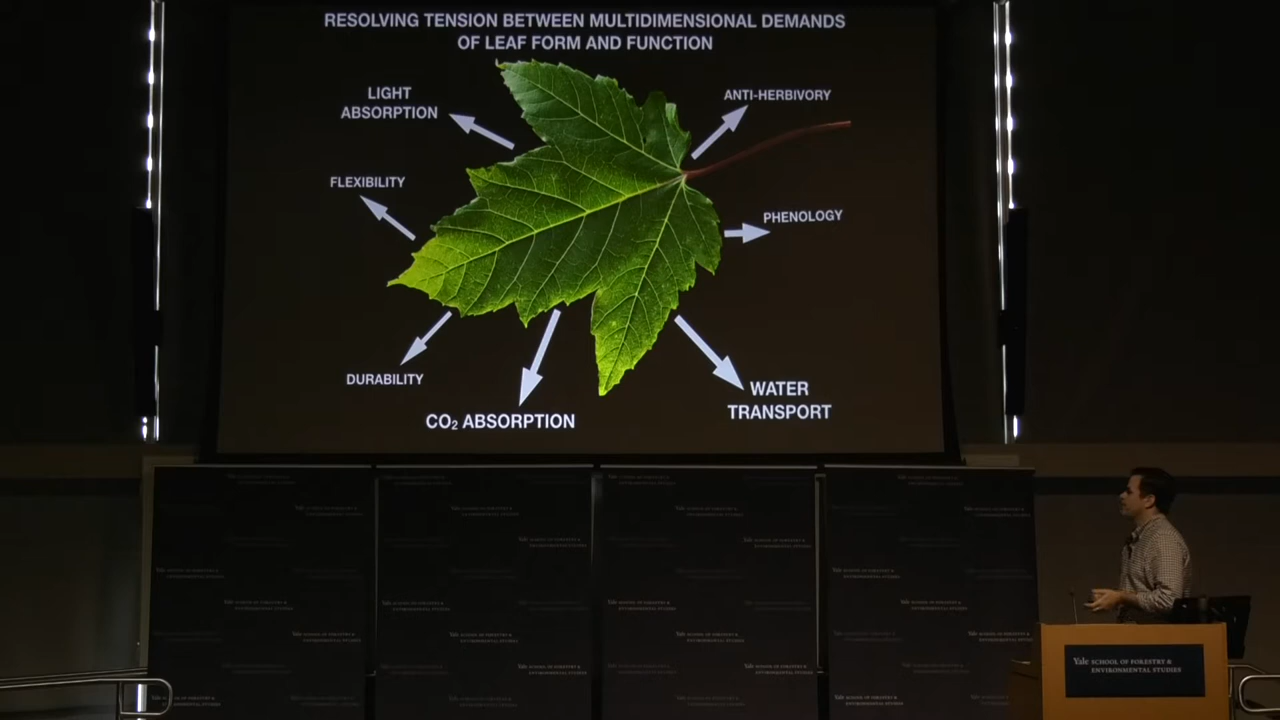 RESOLVING TENSION BETWEEN MULTIDIMENSIONAL DEMANDS
OF LEAF FORM AND FUNCTION
LIGHT
ABSORPTION
ANTI-HERBIVORY
FLEXIBILITY
PHENOLOGY
DURABILITY
CO₂ ABSORPTION
WATER
TRANSPORT
Yale SCHOOL OF FORESTRY &
ENVIRONMENTAL STUDIES